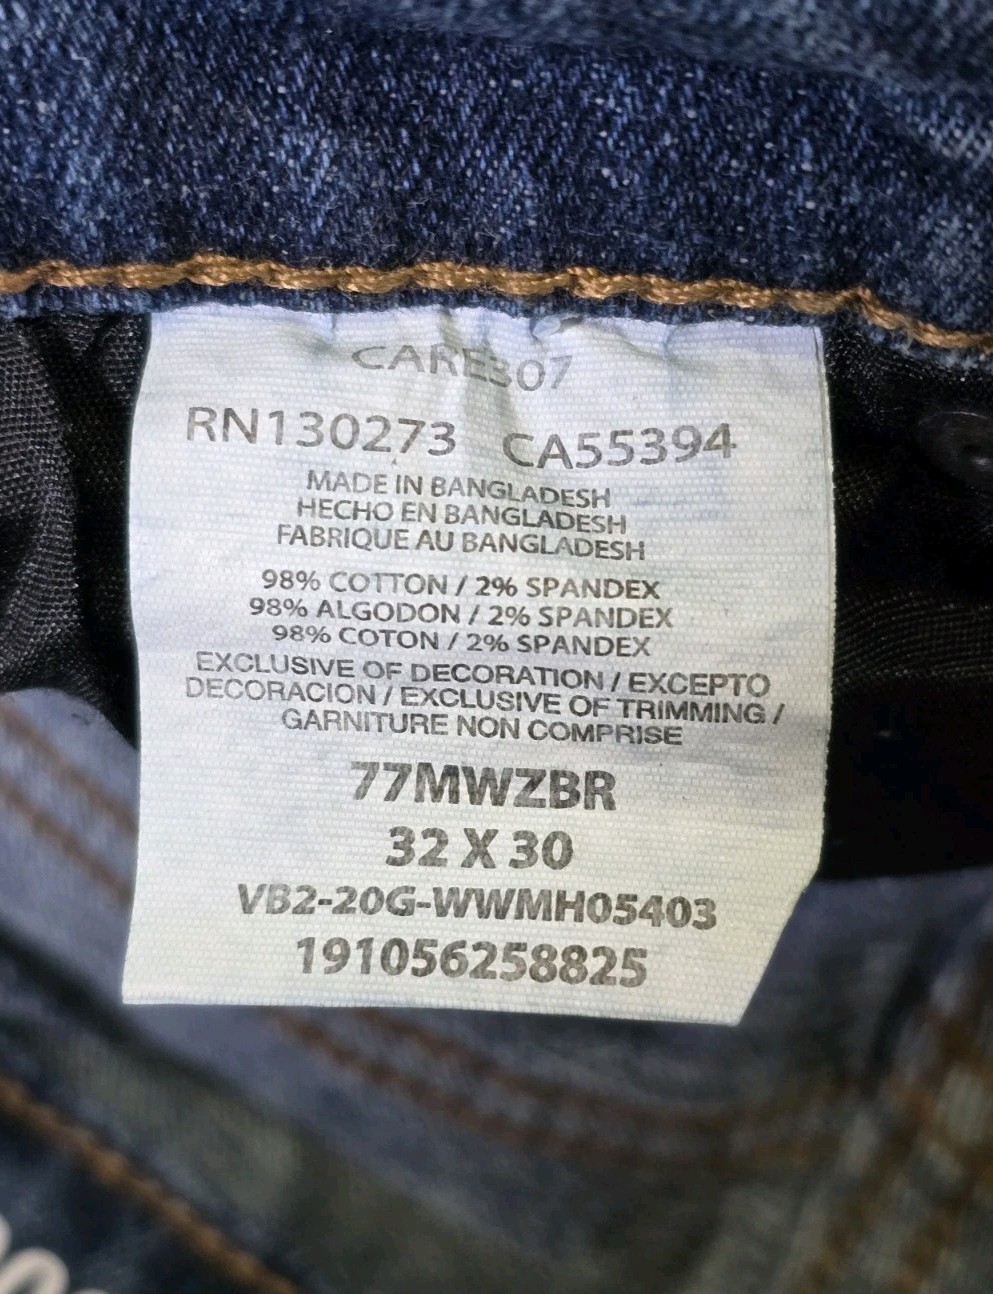 CARE307
RN130273 CA55394
MADE IN BANGLADESH
HECHO EN BANGLADESH
FABRIQUE AU BANGLADESH
98% COTTON / 2% SPANDEX
98% ALGODON / 2% SPANDEX
98% COTON / 2% SPANDEX
EXCLUSIVE OF DECORATION / EXCEPTO
DECORACION / EXCLUSIVE OF TRIMMING /
GARNITURE NON COMPRISE
77MWZBR
32 X 30
VB2-20G-WWMH05403
191056258825